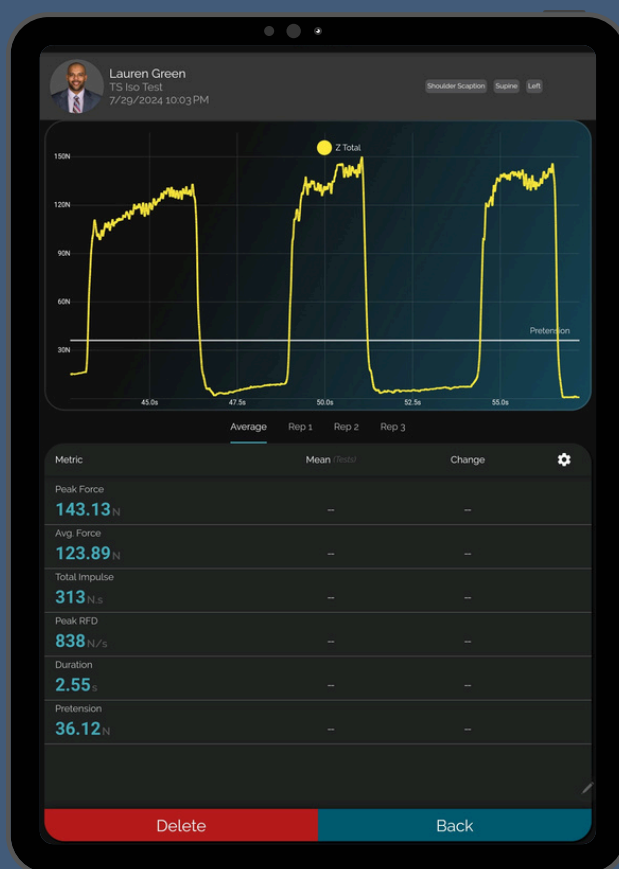 Lauren Green
TS Iso Test
7/29/2024 10:03 PM
Shoulder Scaption Supine Left
Z Total
150N
120N
90N
60N
30N
Pretension
45.0s 47.5s 50.0s 52.5s 55.0s
Average Rep 1 Rep 2 Rep 3
Metric Mean (Tests) Change
Peak Force
143.13 N -- --
Avg. Force
123.89 N -- --
Total Impulse
313 N.s -- --
Peak RFD
838 N/s -- --
Duration
2.55 s -- --
Pretension
36.12 N -- --
Delete Back